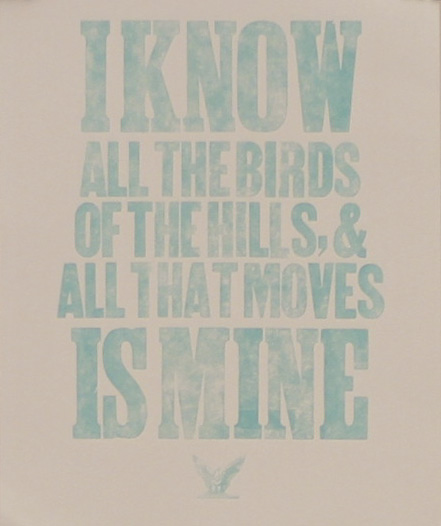 I KNOW
ALL THE BIRDS
OF THE HILLS, &
ALL THAT MOVES
IS MINE